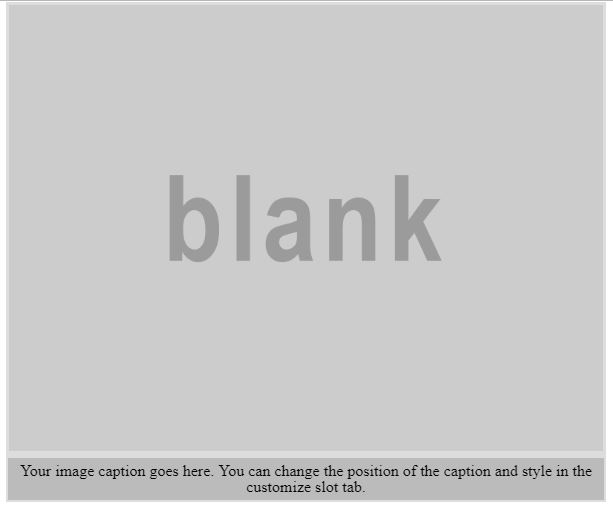 blank
Your image caption goes here. You can change the position of the caption and style in the
customize slot tab.